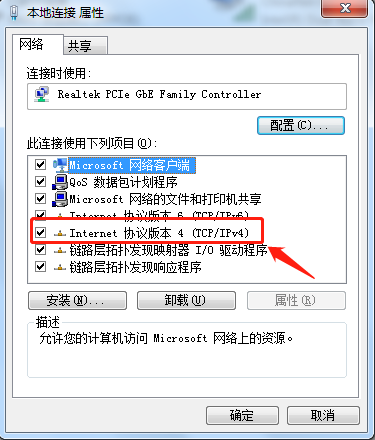 本地连接 属性
网络
共享
连接时使用:
Realtek PCIe GbE Family Controller
配置(C)...
此连接使用下列项目(O):
Microsoft 网络客户端
QoS 数据包计划程序
Microsoft 网络的文件和打印机共享
Internet 协议版本 6 (TCP/IPv6)
Internet 协议版本 4 (TCP/IPv4)
链路层拓扑发现映射器 I/O 驱动程序
链路层拓扑发现响应程序
安装(N)...
卸载(U)
属性(R)
描述
允许您的计算机访问 Microsoft 网络上的资源。
确定
取消